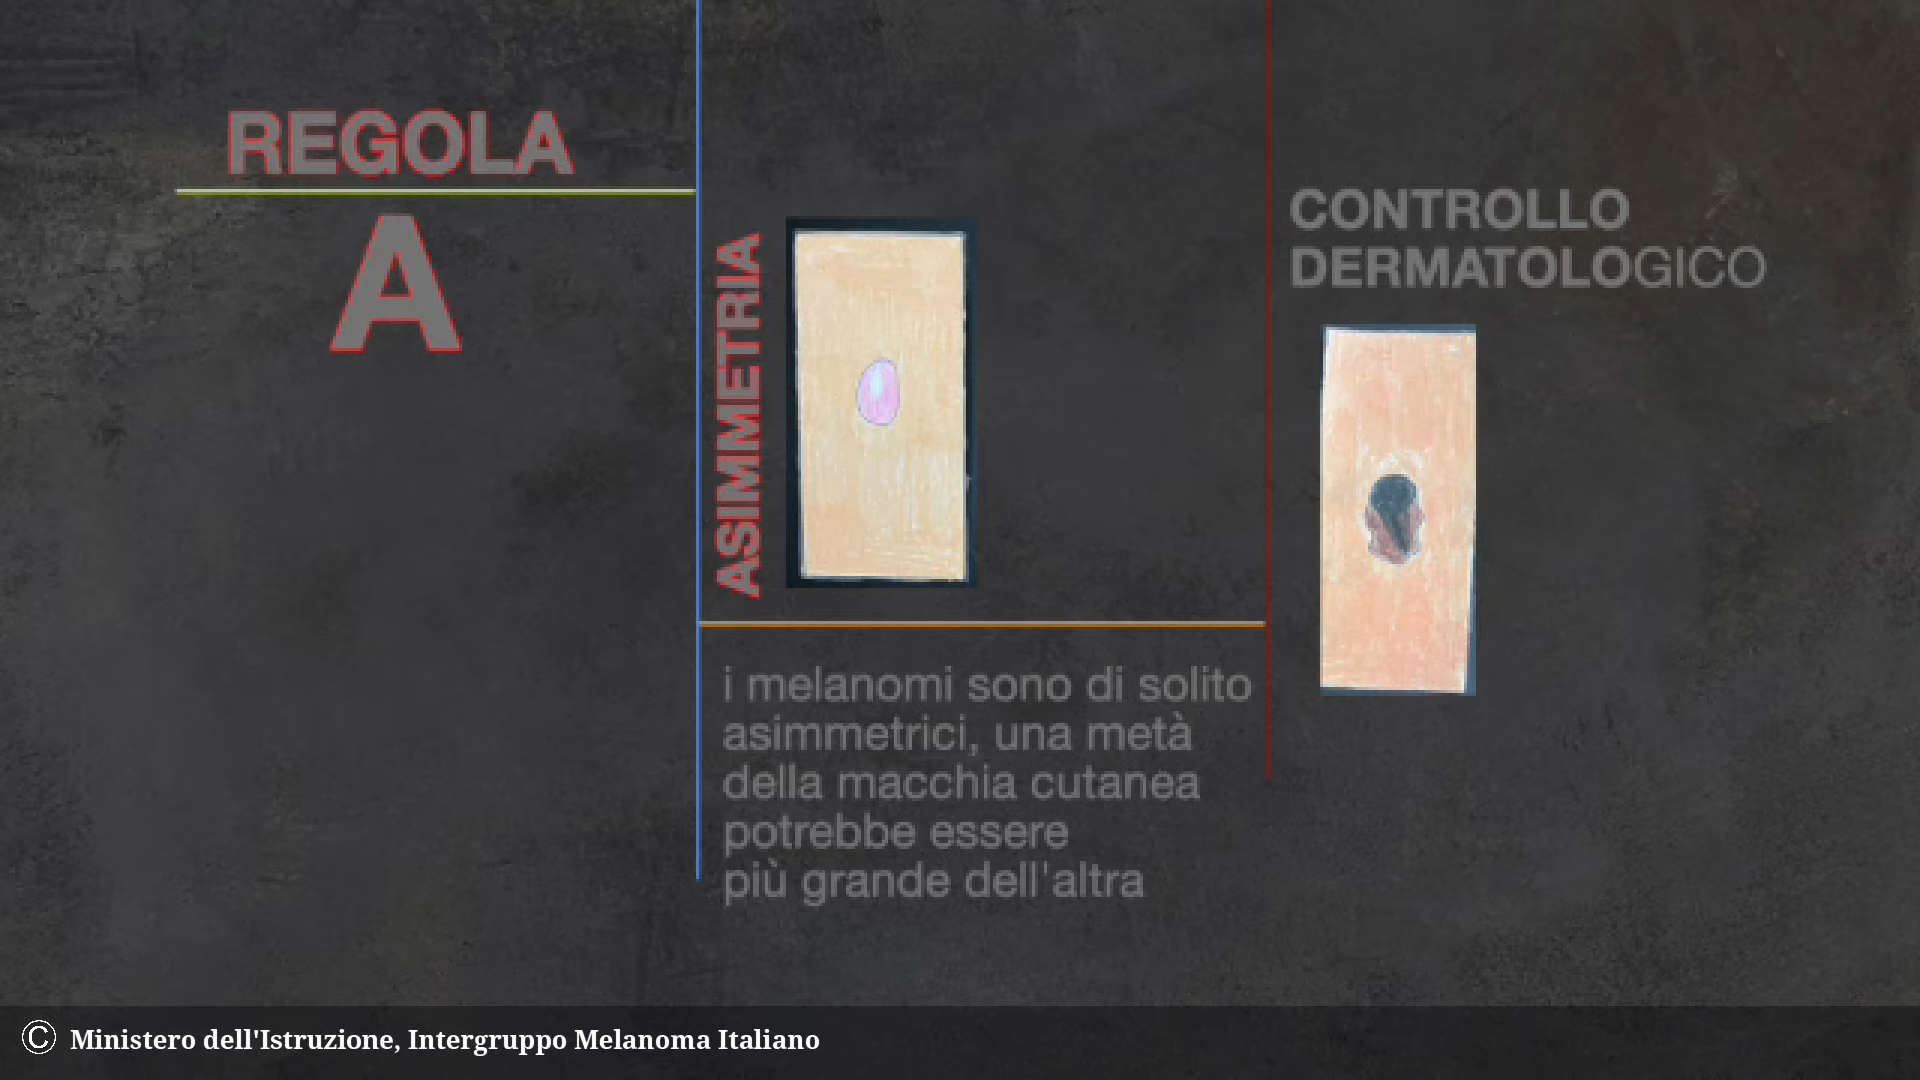 REGOLA
A
ASIMMETRIA
i melanomi sono di solito
asimmetrici, una metà
della macchia cutanea
potrebbe essere
più grande dell'altra
CONTROLLO
DERMATOLOGICO
© Ministero dell'Istruzione, Intergruppo Melanoma Italiano